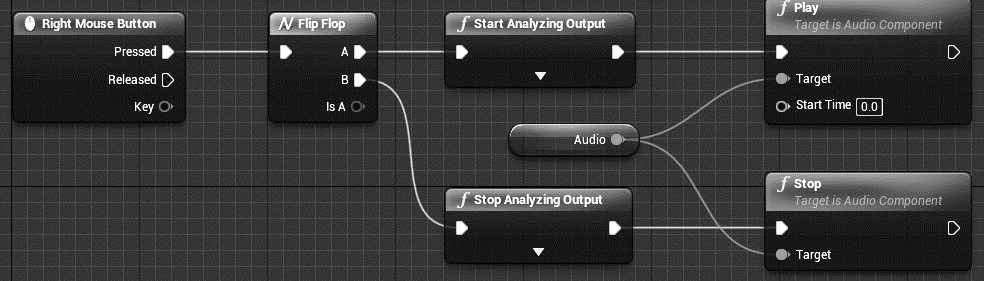 Right Mouse Button
Pressed
Released
Key
Flip Flop
A
B
Is A
f Start Analyzing Output
f Play
Target is Audio Component
Target
Start Time 0.0
Audio
f Stop Analyzing Output
f Stop
Target is Audio Component
Target